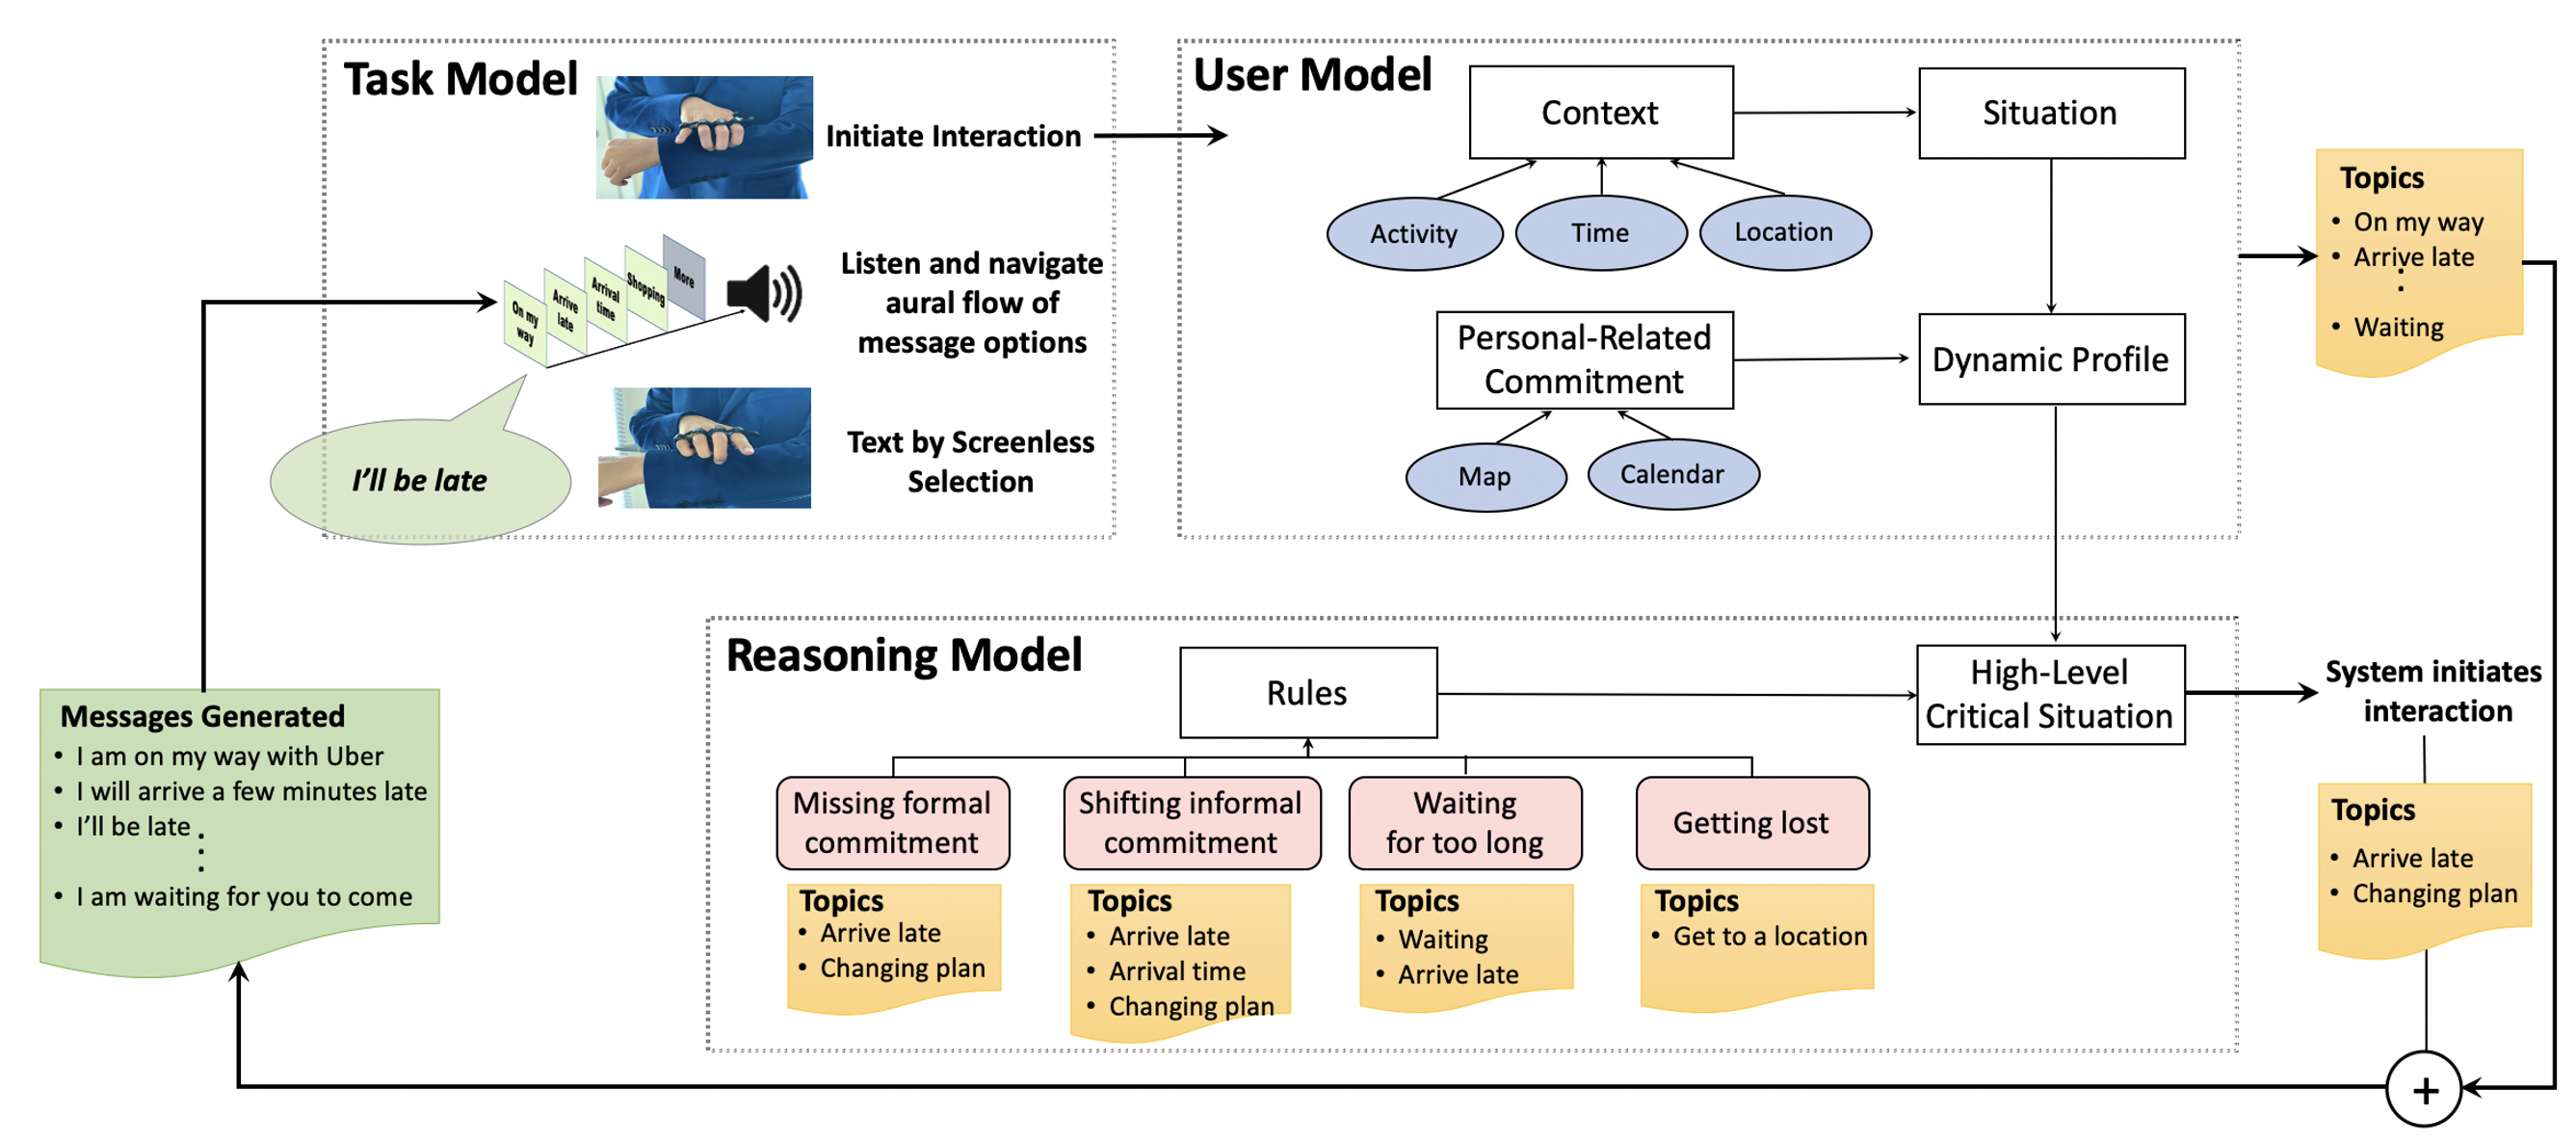 Task Model
Initiate Interaction
On my
way
Arrive
late
Arrival
time
Shopping
More
Listen and navigate
aural flow of
message options
I’ll be late
Text by Screenless
Selection
User Model
Context
Situation
Activity
Time
Location
Personal-Related
Commitment
Dynamic Profile
Map
Calendar
Topics
• On my way
• Arrive late
• Waiting
Reasoning Model
Rules
High-Level
Critical Situation
Missing formal
commitment
Shifting informal
commitment
Waiting
for too long
Getting lost
Topics
• Arrive late
• Changing plan
Topics
• Arrive late
• Arrival time
• Changing plan
Topics
• Waiting
• Arrive late
Topics
• Get to a location
System initiates
interaction
Topics
• Arrive late
• Changing plan
+
Messages Generated
• I am on my way with Uber
• I will arrive a few minutes late
• I’ll be late
• I am waiting for you to come